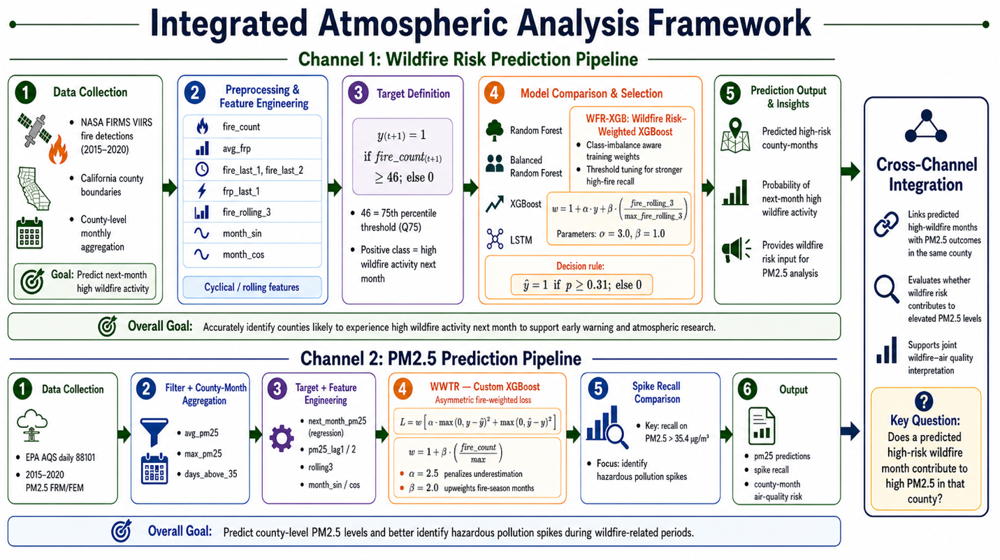 Integrated Atmospheric Analysis Framework
Channel 1: Wildfire Risk Prediction Pipeline
1 Data Collection
• NASA FIRMS VIIRS
fire detections
(2015–2020)
• California county
boundaries
• County-level
monthly
aggregation
Goal: Predict next-month
high wildfire activity
2 Preprocessing &
Feature Engineering
fire_count
avg_frp
fire_last_1, fire_last_2
frp_last_1
fire_rolling_3
month_sin
month_cos
Cyclical / rolling features
3 Target Definition
y(t+1) = 1
if fire_count(t+1)
≥ 46; else 0
• 46 = 75th percentile
threshold (Q75)
• Positive class = high
wildfire activity next
month
4 Model Comparison & Selection
Random Forest
Balanced
Random Forest
XGBoost
LSTM
WFR-XGB: Wildfire Risk–
Weighted XGBoost
• Class-imbalance aware
training weights
• Threshold tuning for stronger
high-fire recall
w = 1 + α · y + β · (fire_rolling_3 / max_fire_rolling_3)
Parameters: α = 3.0, β = 1.0
Decision rule:
ŷ = 1 if p ≥ 0.31; else 0
5 Prediction Output
& Insights
Predicted high-risk
county-months
Probability of
next-month high
wildfire activity
Provides wildfire
risk input for
PM2.5 analysis
Overall Goal: Accurately identify counties likely to experience high wildfire activity next month to support early warning and atmospheric research.
Channel 2: PM2.5 Prediction Pipeline
1 Data Collection
• EPA AQS daily 88101
• 2015–2020
PM2.5 FRM/FEM
2 Filter + County-Month
Aggregation
• avg_pm25
• max_pm25
• days_above_35
3 Target + Feature
Engineering
• next_month_pm25
(regression)
• pm25_lag1 / 2
• rolling3
• month_sin / cos
4 WWTR — Custom XGBoost
Asymmetric fire-weighted loss
L = w [α · max (0, y − ŷ)² + max (0, ŷ − y)²]
w = 1 + β · (fire_count / max)
• α = 2.5 penalizes underestimation
• β = 2.0 upweights fire-season months
5 Spike Recall
Comparison
• Key: recall on
PM2.5 > 35.4 µg/m³
• Focus: identify
hazardous pollution spikes
6 Output
• pm25 predictions
• spike recall
• county-month
air-quality risk
Overall Goal: Predict county-level PM2.5 levels and better identify hazardous pollution spikes during wildfire-related periods.
Cross-Channel
Integration
Links predicted
high-wildfire months
with PM2.5 outcomes
in the same county
Evaluates whether
wildfire risk
contributes to
elevated PM2.5 levels
Supports joint
wildfire–air quality
interpretation
?
Key Question:
Does a predicted
high-risk wildfire
month contribute to
high PM2.5 in that
county?